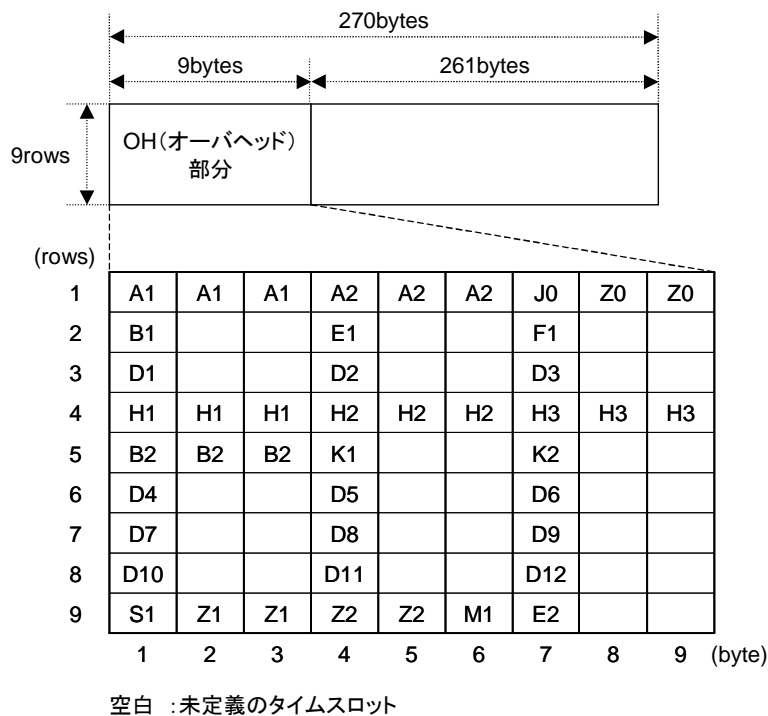 270bytes
9bytes 261bytes
9rows
OH(オーバヘッド)
部分
(rows)
1 A1 A1 A1 A2 A2 A2 J0 Z0 Z0
2 B1 E1 F1
3 D1 D2 D3
4 H1 H1 H1 H2 H2 H2 H3 H3 H3
5 B2 B2 B2 K1 K2
6 D4 D5 D6
7 D7 D8 D9
8 D10 D11 D12
9 S1 Z1 Z1 Z2 Z2 M1 E2
1 2 3 4 5 6 7 8 9 (byte)
空白 :未定義のタイムスロット